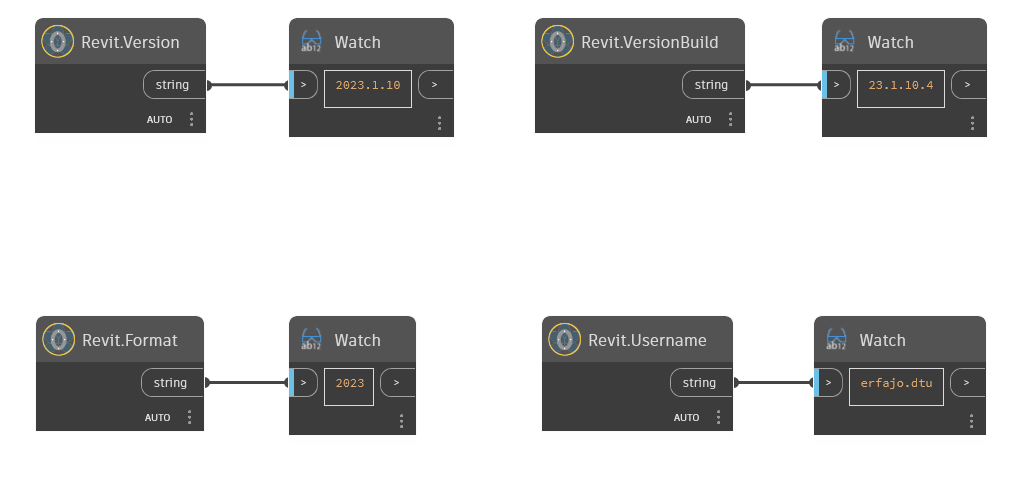 Revit.Version
ab12
Watch
string
>
2023.1.10
>
AUTO
Revit.VersionBuild
ab12
Watch
string
>
23.1.10.4
>
AUTO
Revit.Format
ab12
Watch
string
>
2023
>
AUTO
Revit.Username
ab12
Watch
string
>
erfajo.dtu
>
AUTO